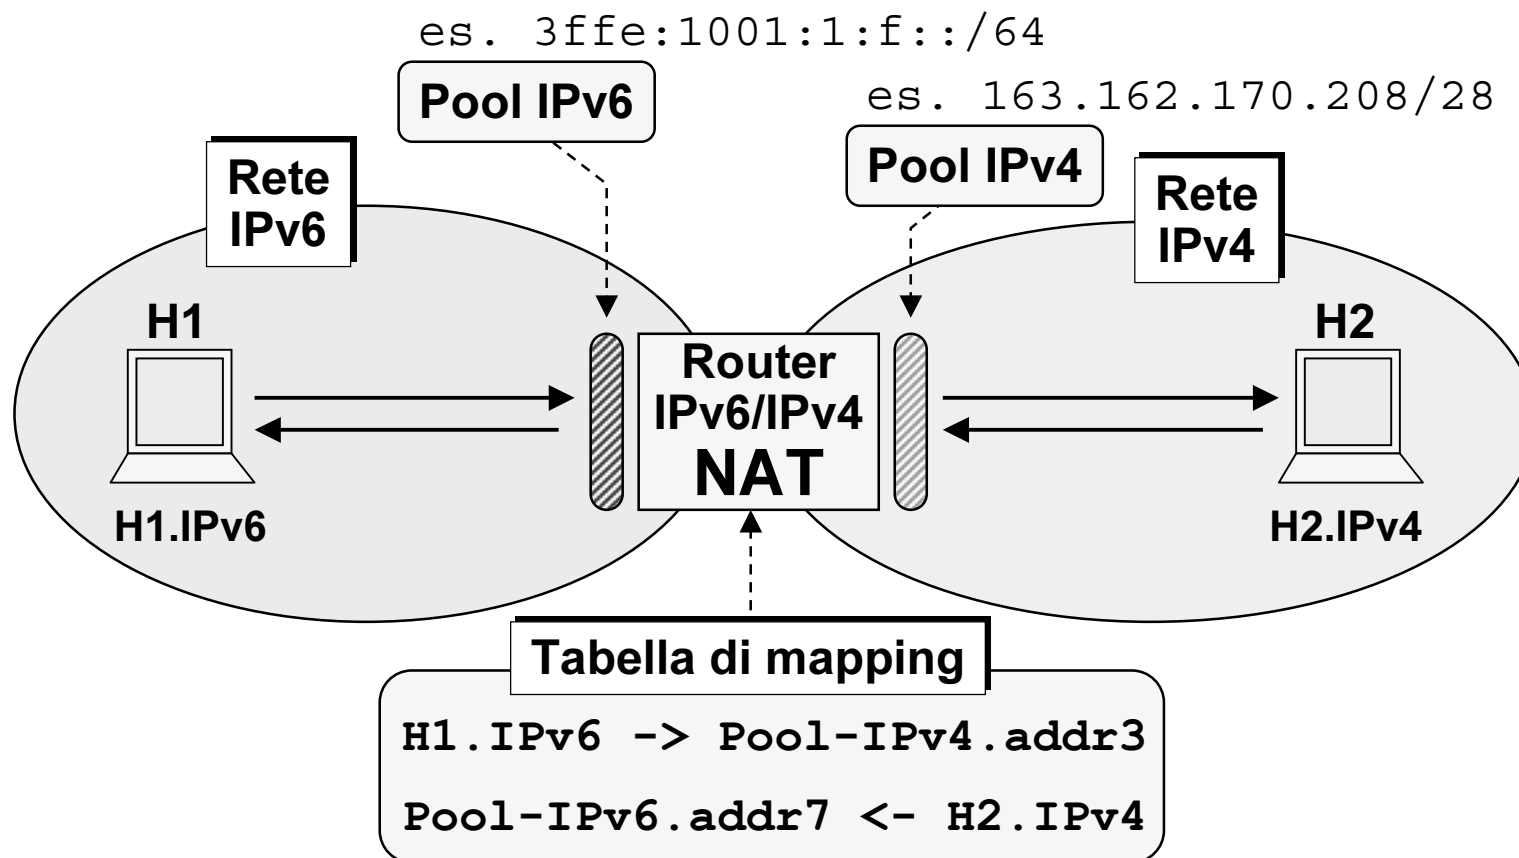 es. 3ffe:1001:1:f::/64
Pool IPv6
es. 163.162.170.208/28
Pool IPv4
Rete
IPv6
Rete
IPv4
H1
H2
Router
IPv6/IPv4
NAT
H1.IPv6
H2.IPv4
Tabella di mapping
H1.IPv6 -> Pool-IPv4.addr3
Pool-IPv6.addr7 <- H2.IPv4